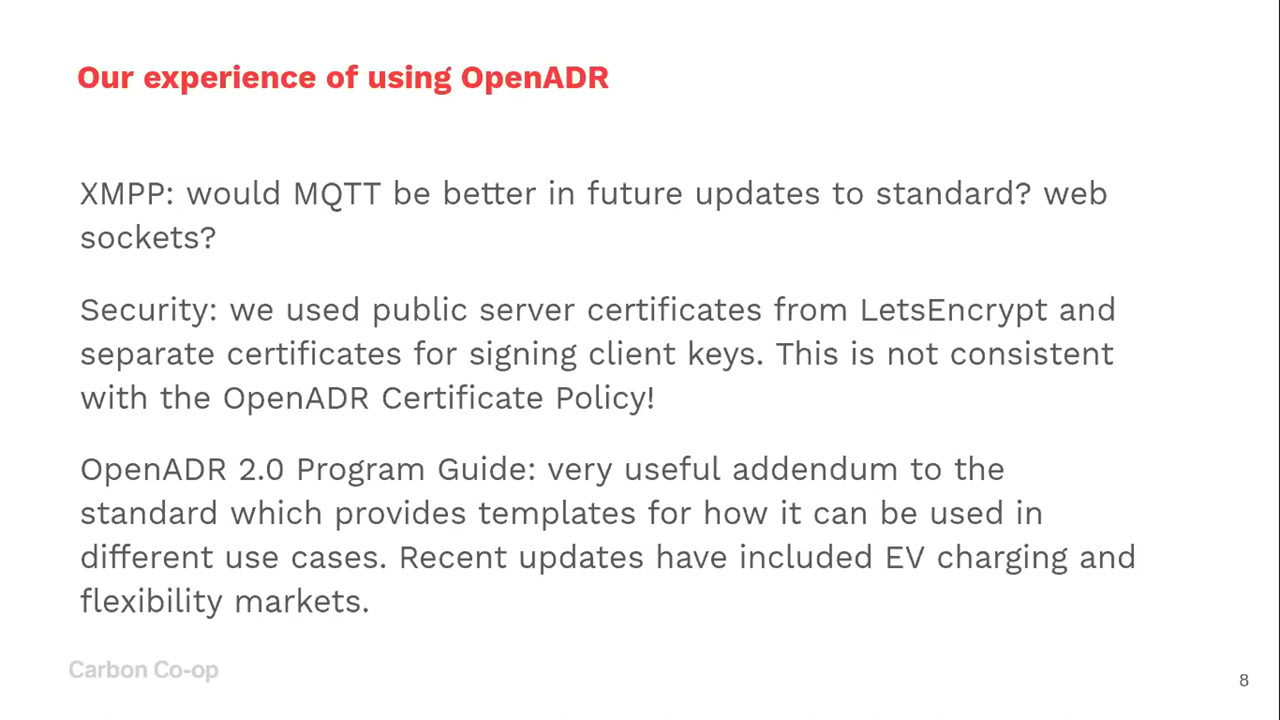 Our experience of using OpenADR
XMPP: would MQTT be better in future updates to standard? web
sockets?
Security: we used public server certificates from LetsEncrypt and
separate certificates for signing client keys. This is not consistent
with the OpenADR Certificate Policy!
OpenADR 2.0 Program Guide: very useful addendum to the
standard which provides templates for how it can be used in
different use cases. Recent updates have included EV charging and
flexibility markets.
Carbon Co-op
8